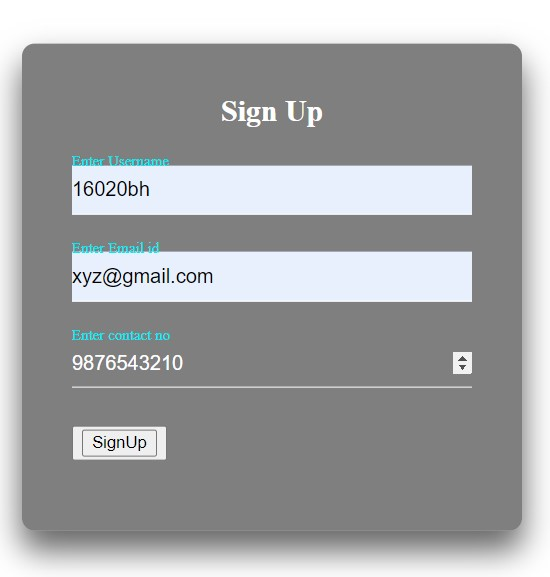 Sign Up
Enter Username
16020bh
Enter Email id
xyz@gmail.com
Enter contact no
9876543210
SignUp